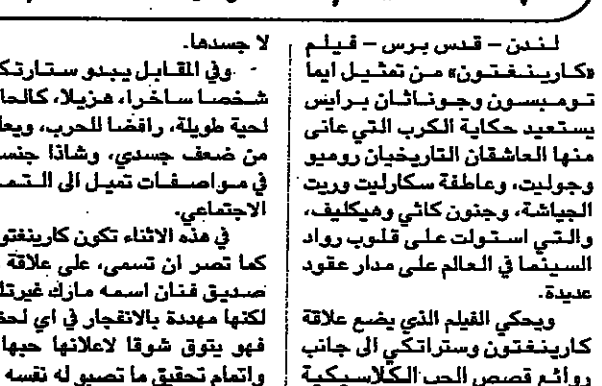 لندن – قدس برس – فيلم
«كارينغتون» من تمثيل ايما
تومبسون وجوناثان برايس
يستعيد حكاية الكرب التي عانى
منها العاشقان التاريخيان روميو
وجوليت، وعاطفة سكارليت وريت
الجياشة، وجنون كاثي وهيكليف،
والتي استولت على قلوب رواد
السينما في العالم على مدار عقود
عديدة.
ويحكي الفيلم الذي يضع علاقة
كارينغتون وستراتكي الى جانب
روائع قصص الحب الكلاسيكية
لا جسدها.
وفي المقابل يبدو ستارتك
شخصا ساخرا، هزيلا، كالحا
لحية طويلة، رافضا للحرب، ويعا
من ضعف جسدي، وشاذا جنس
في مواصفات تميل الى التم
الاجتماعي.
في هذه الاثناء تكون كارينغتو
كما تصر ان تسمى، على علاقة
صديق فنان اسمه مارك غيرتل
لكنها مهددة بالانفجار في اي لحظ
فهو يتوق شوقا لاعلانها حبها
واتمام تحقيق ما تصبو له نفسه